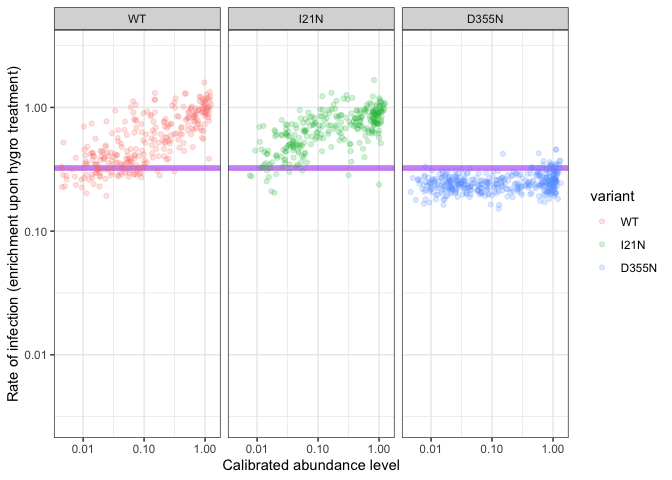 WT I21N D355N
Rate of infection (enrichment upon hygro treatment)
1.00
0.10
0.01
0.01 0.10 1.00 0.01 0.10 1.00 0.01 0.10 1.00
Calibrated abundance level
variant
WT
I21N
D355N